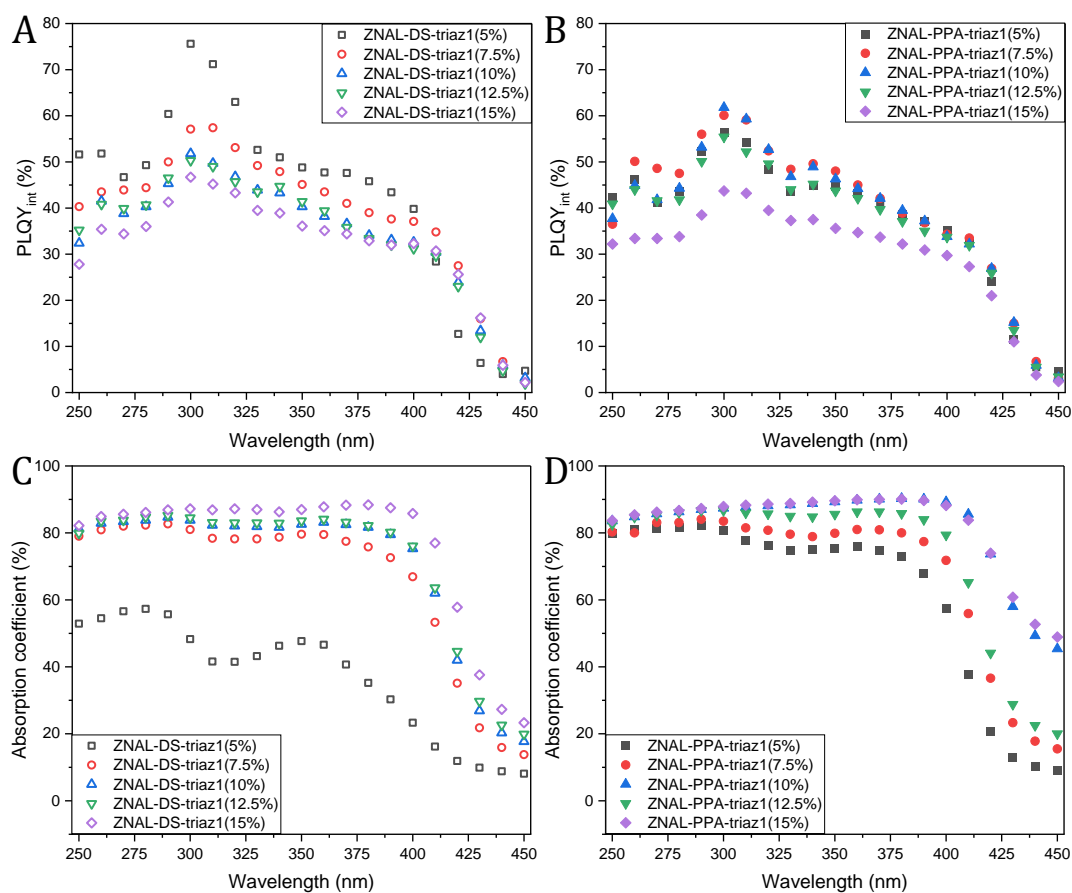 A
80
70
60
50
40
30
20
10
0
PLQYint (%)
ZNAL-DS-triaz1(5%)
ZNAL-DS-triaz1(7.5%)
ZNAL-DS-triaz1(10%)
ZNAL-DS-triaz1(12.5%)
ZNAL-DS-triaz1(15%)
250 275 300 325 350 375 400 425 450
Wavelength (nm)
B
80
70
60
50
40
30
20
10
0
PLQYint (%)
ZNAL-PPA-triaz1(5%)
ZNAL-PPA-triaz1(7.5%)
ZNAL-PPA-triaz1(10%)
ZNAL-PPA-triaz1(12.5%)
ZNAL-PPA-triaz1(15%)
250 275 300 325 350 375 400 425 450
Wavelength (nm)
C
100
80
60
40
20
0
Absorption coefficient (%)
ZNAL-DS-triaz1(5%)
ZNAL-DS-triaz1(7.5%)
ZNAL-DS-triaz1(10%)
ZNAL-DS-triaz1(12.5%)
ZNAL-DS-triaz1(15%)
250 275 300 325 350 375 400 425 450
Wavelength (nm)
D
100
80
60
40
20
0
Absorption coefficient (%)
ZNAL-PPA-triaz1(5%)
ZNAL-PPA-triaz1(7.5%)
ZNAL-PPA-triaz1(10%)
ZNAL-PPA-triaz1(12.5%)
ZNAL-PPA-triaz1(15%)
250 275 300 325 350 375 400 425 450
Wavelength (nm)